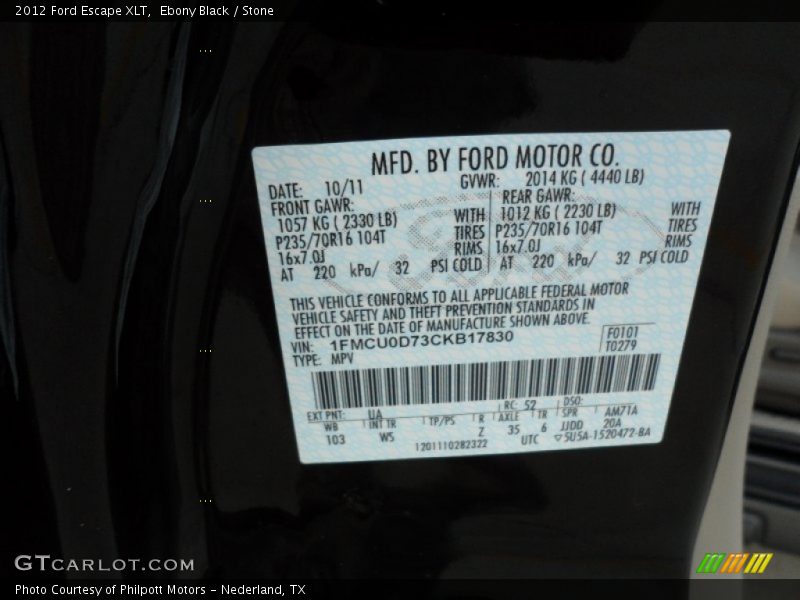 2012 Ford Escape XLT, Ebony Black / Stone
MFD. BY FORD MOTOR CO.
DATE: 10/11 GVWR: 2014 KG ( 4440 LB)
FRONT GAWR: REAR GAWR:
1057 KG ( 2330 LB) WITH 1012 KG ( 2230 LB) WITH
P235/70R16 104T TIRES P235/70R16 104T TIRES
16x7.0J RIMS 16x7.0J RIMS
AT 220 kPa/ 32 PSI COLD AT 220 kPa/ 32 PSI COLD
THIS VEHICLE CONFORMS TO ALL APPLICABLE FEDERAL MOTOR
VEHICLE SAFETY AND THEFT PREVENTION STANDARDS IN
EFFECT ON THE DATE OF MANUFACTURE SHOWN ABOVE.
VIN: 1FMCU0D73CKB17830 F0101
TYPE: MPV T0279
EXT PNT: UA RC: 52 DSO:
WB INT TR TP/PS R AXLE TR SPR AM7TA
103 WS Z 35 6 JJDD 20A
1201110282322 UTC ▽5U5A-1520472-BA
GTCARLOT.COM
Photo Courtesy of Philpott Motors - Nederland, TX